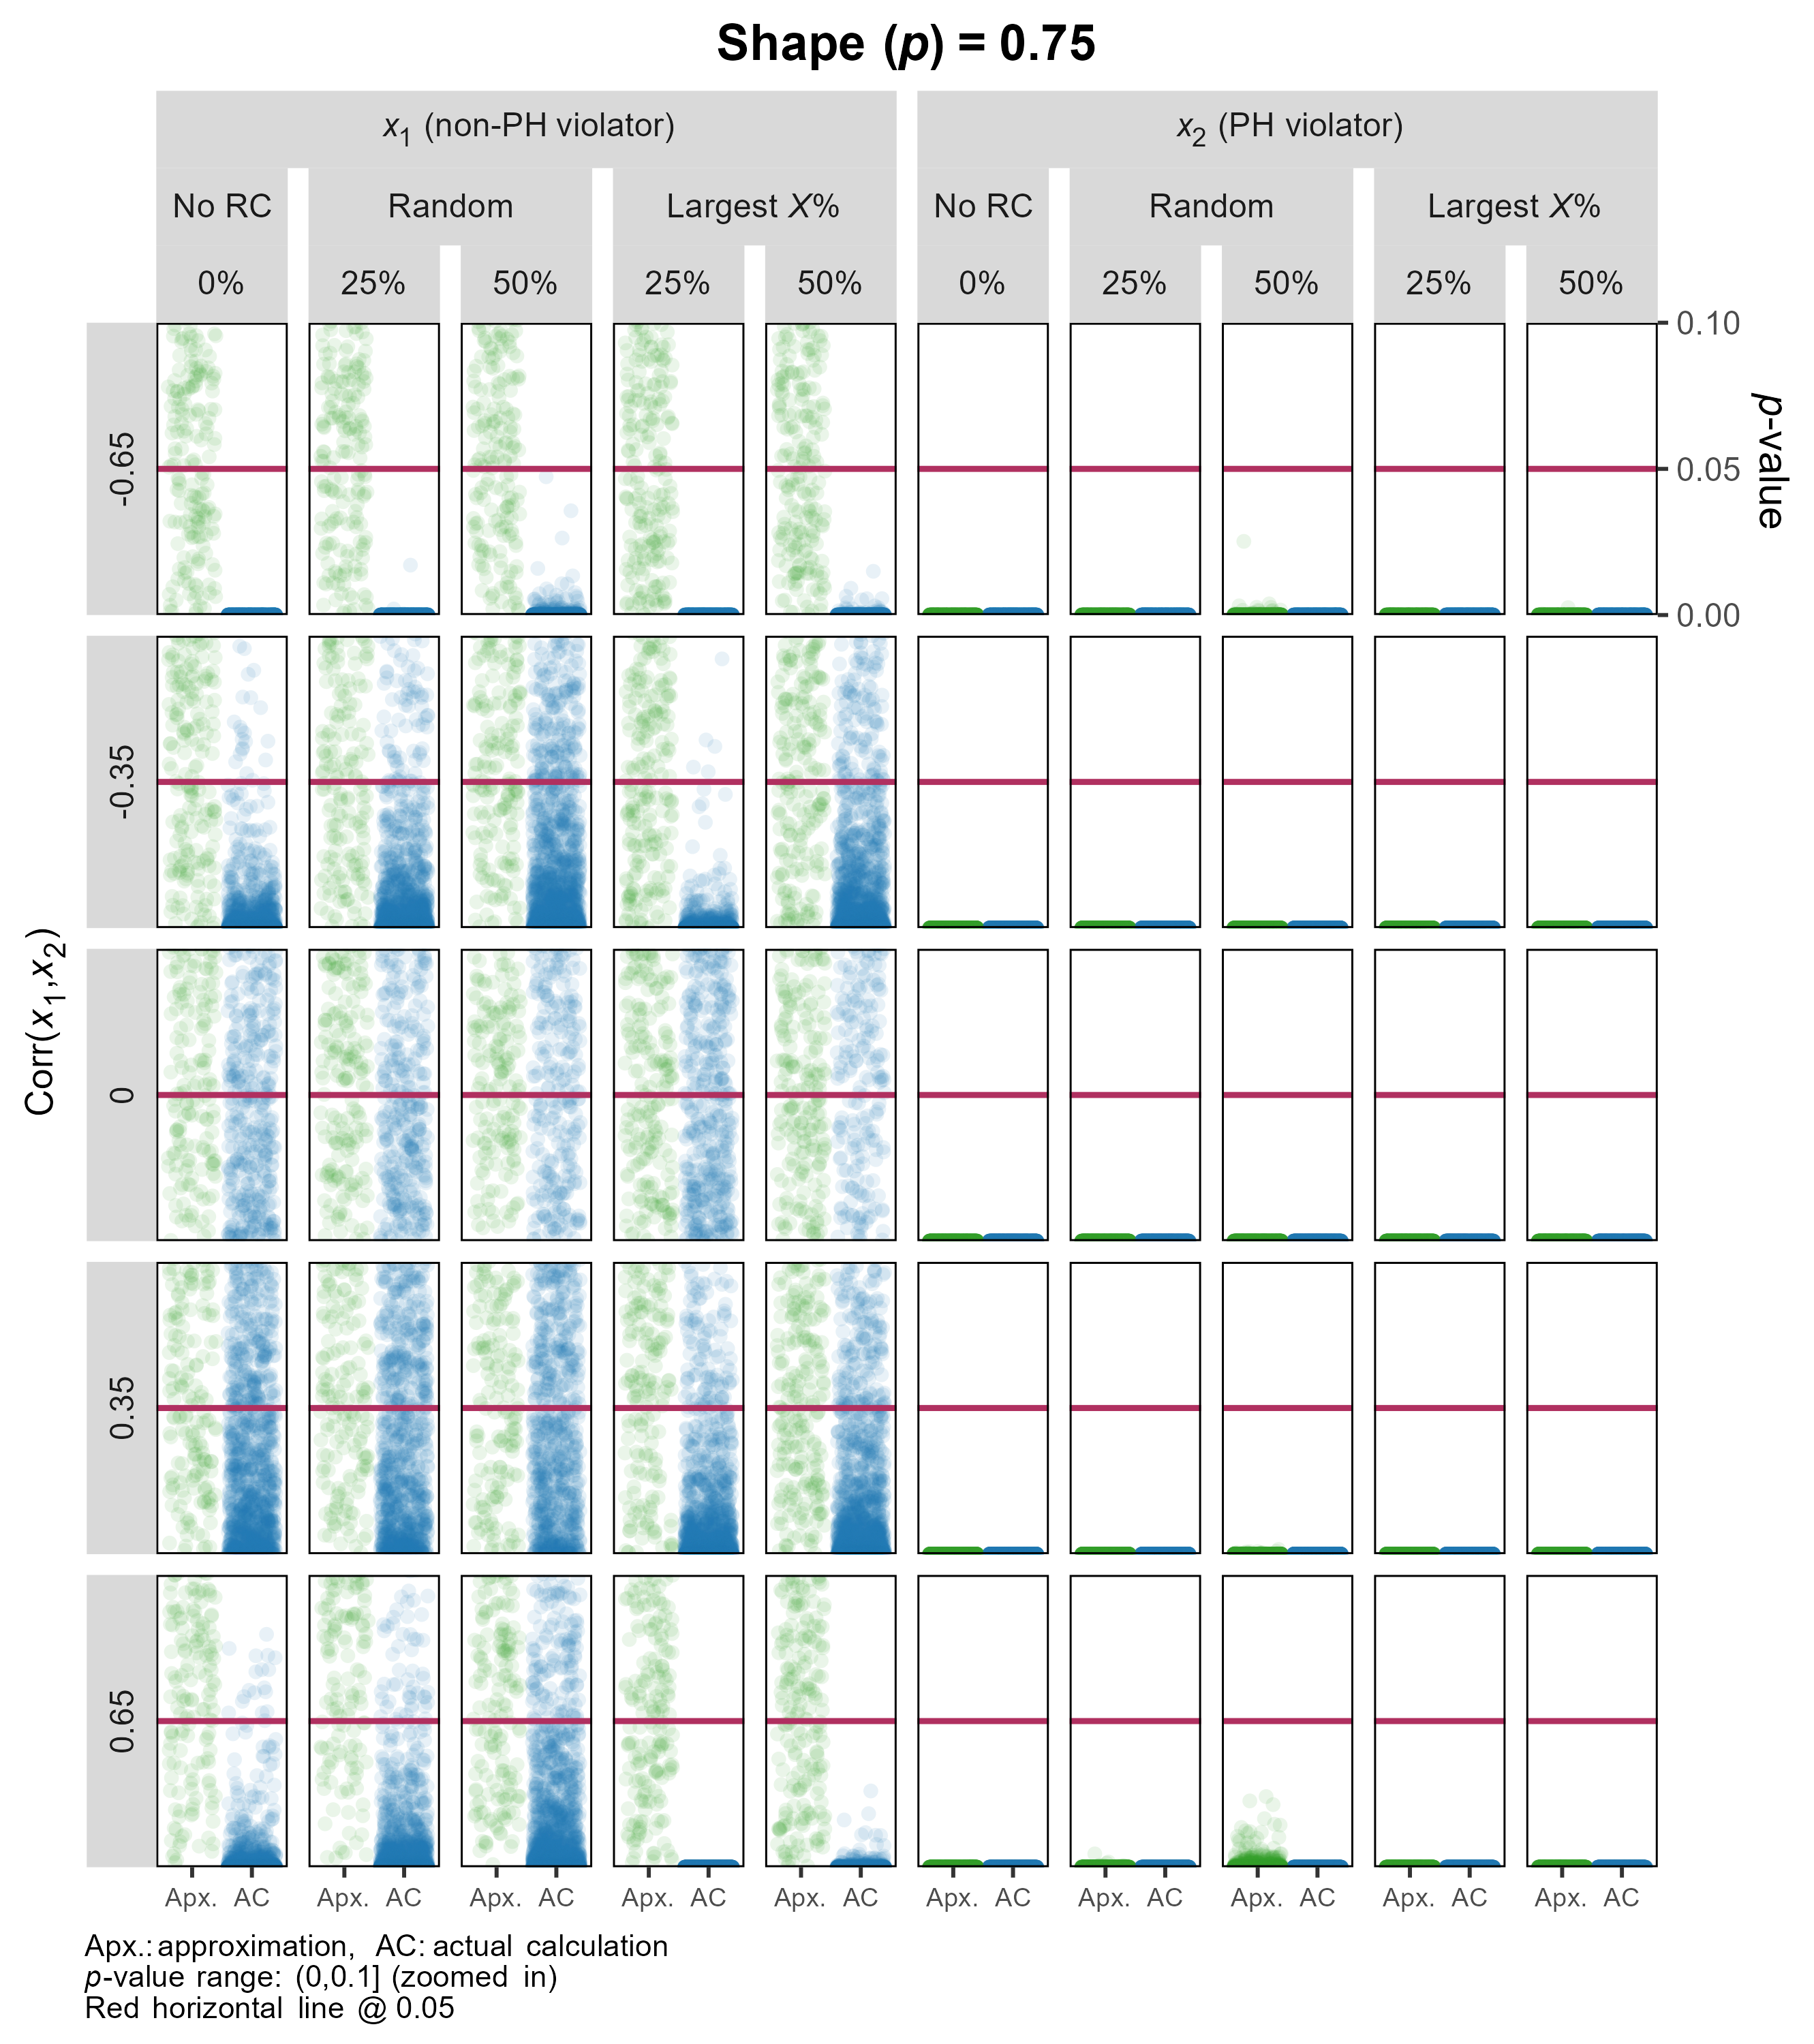 Shape (p) = 0.75
x1 (non-PH violator) x2 (PH violator)
No RC Random Largest X% No RC Random Largest X%
0% 25% 50% 25% 50% 0% 25% 50% 25% 50%
0.10
0.05
0.00
p-value
-0.65
-0.35
0
0.35
0.65
Corr(x1,x2)
Apx. AC Apx. AC Apx. AC Apx. AC Apx. AC Apx. AC Apx. AC Apx. AC Apx. AC Apx. AC
Apx.: approximation, AC: actual calculation
p-value range: (0,0.1] (zoomed in)
Red horizontal line @ 0.05